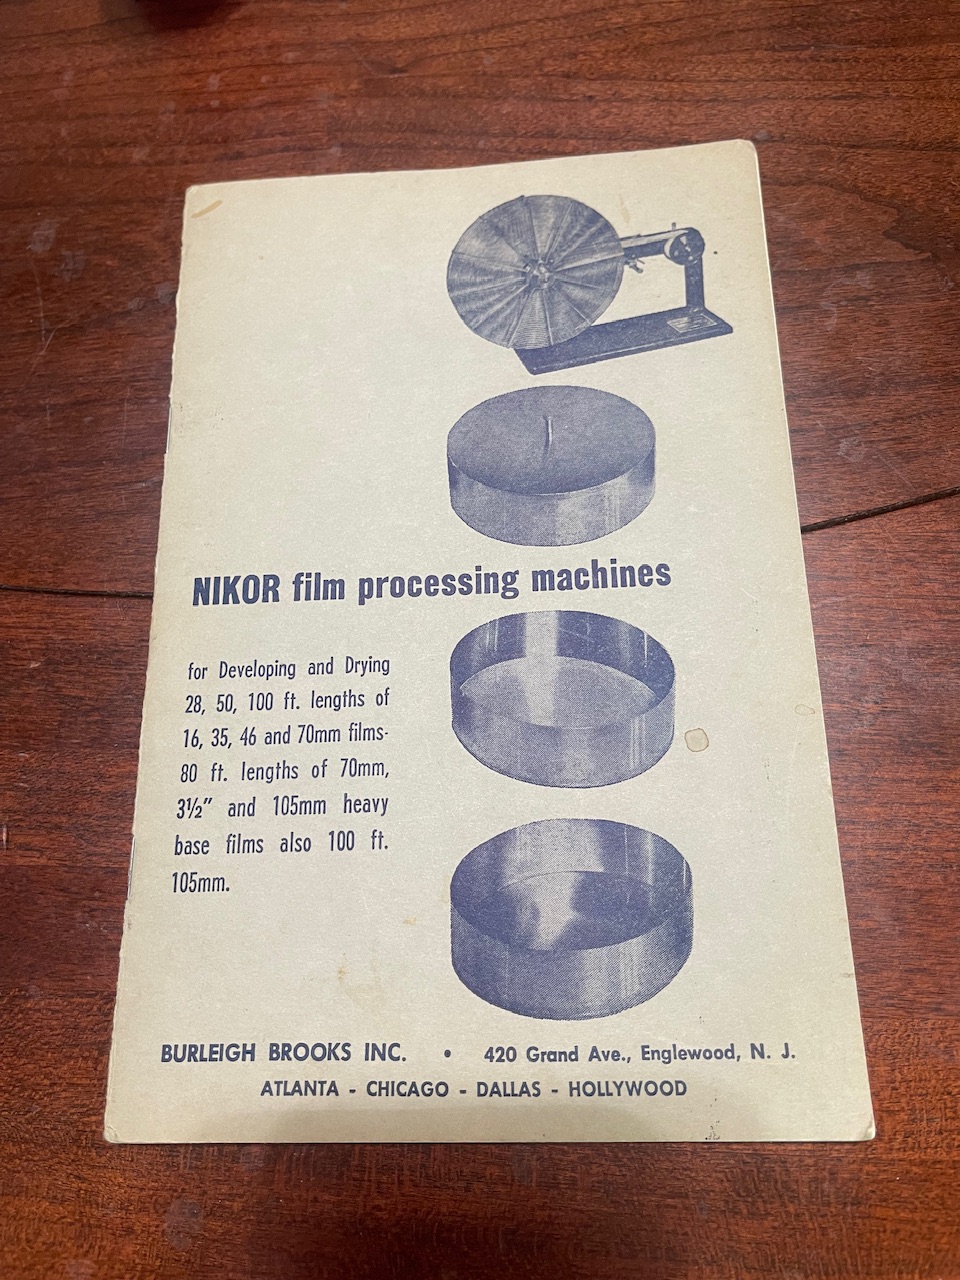 NIKOR film processing machines
for Developing and Drying
28, 50, 100 ft. lengths of
16, 35, 46 and 70mm films-
80 ft. lengths of 70mm,
3½" and 105mm heavy
base films also 100 ft.
105mm.
BURLEIGH BROOKS INC. • 420 Grand Ave., Englewood, N. J.
ATLANTA - CHICAGO - DALLAS - HOLLYWOOD